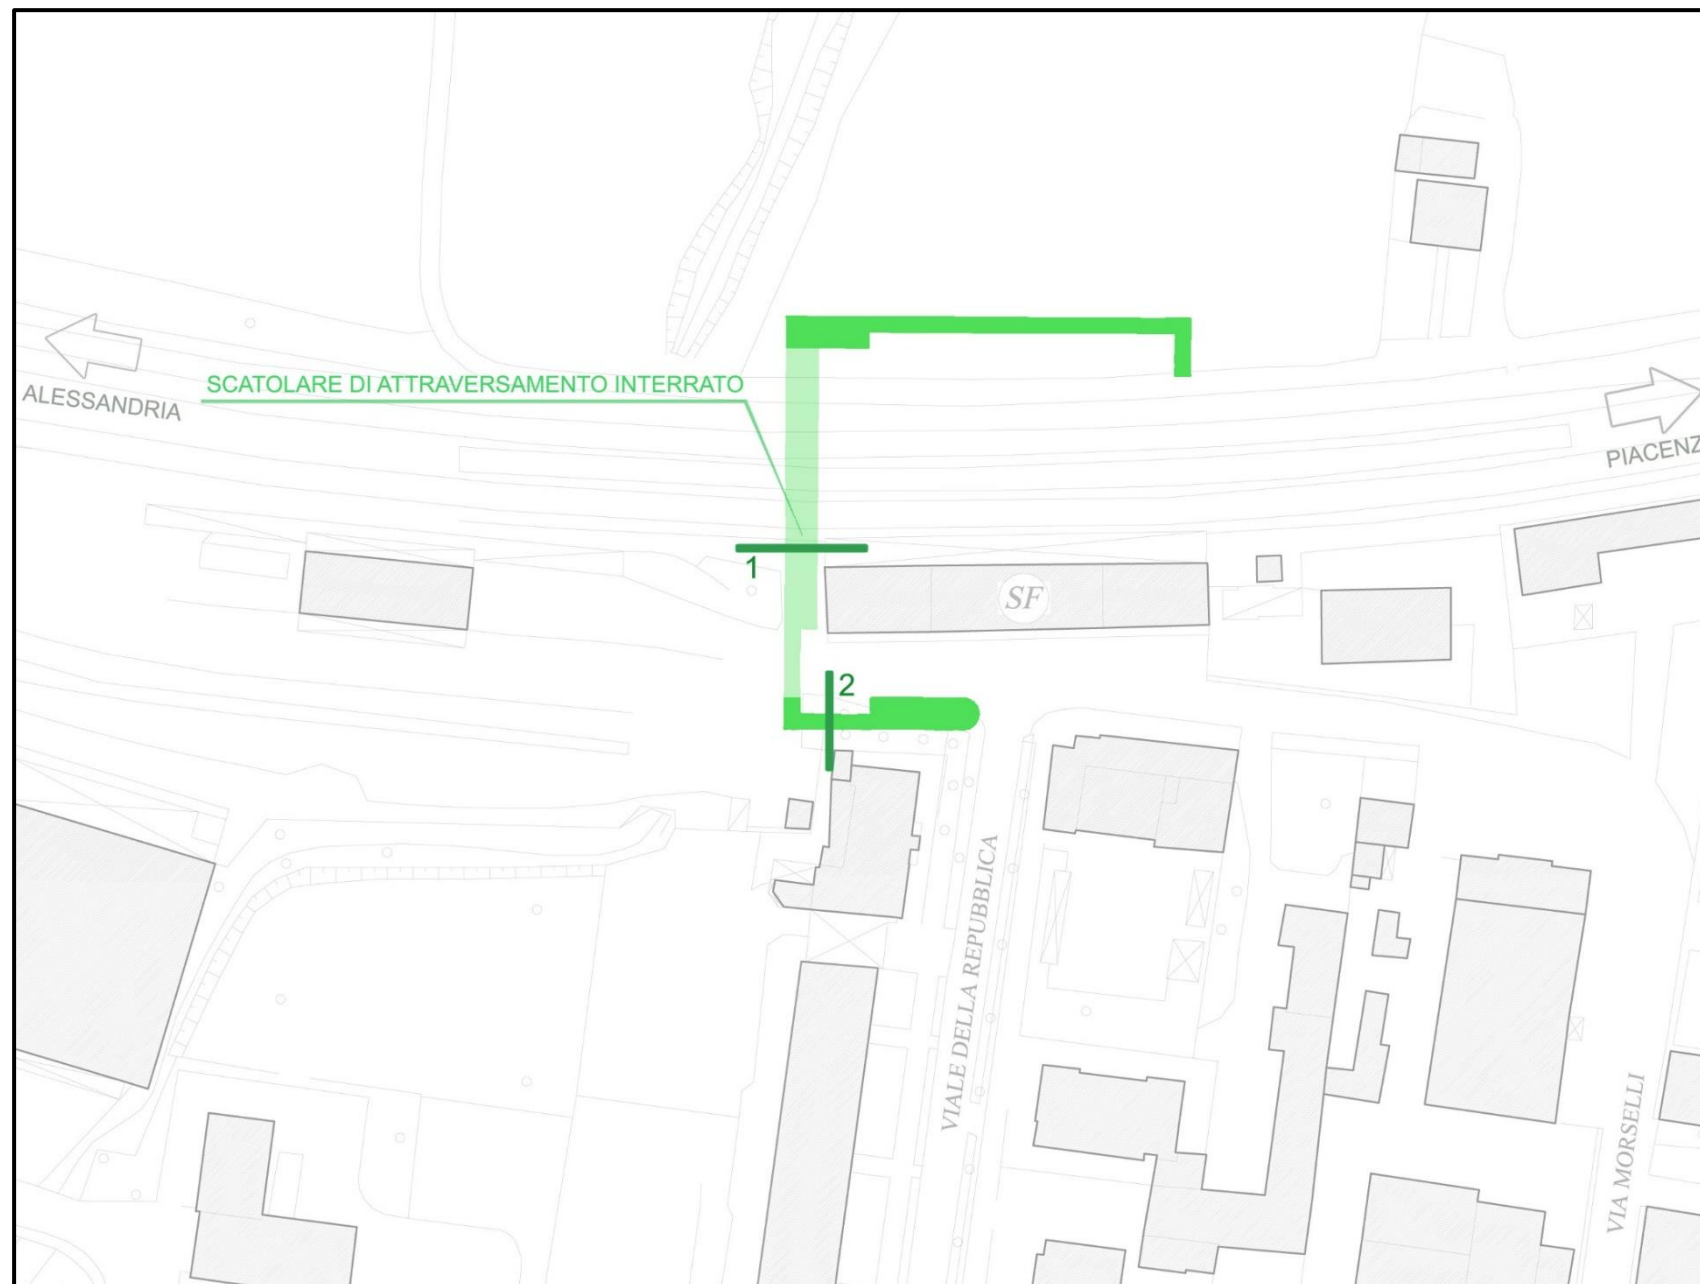 SCATOLARE DI ATTRAVERSAMENTO INTERRATO
ALESSANDRIA
PIACENZ
1
SF
2
VIALE DELLA REPUBBLICA
VIA MORSELLI